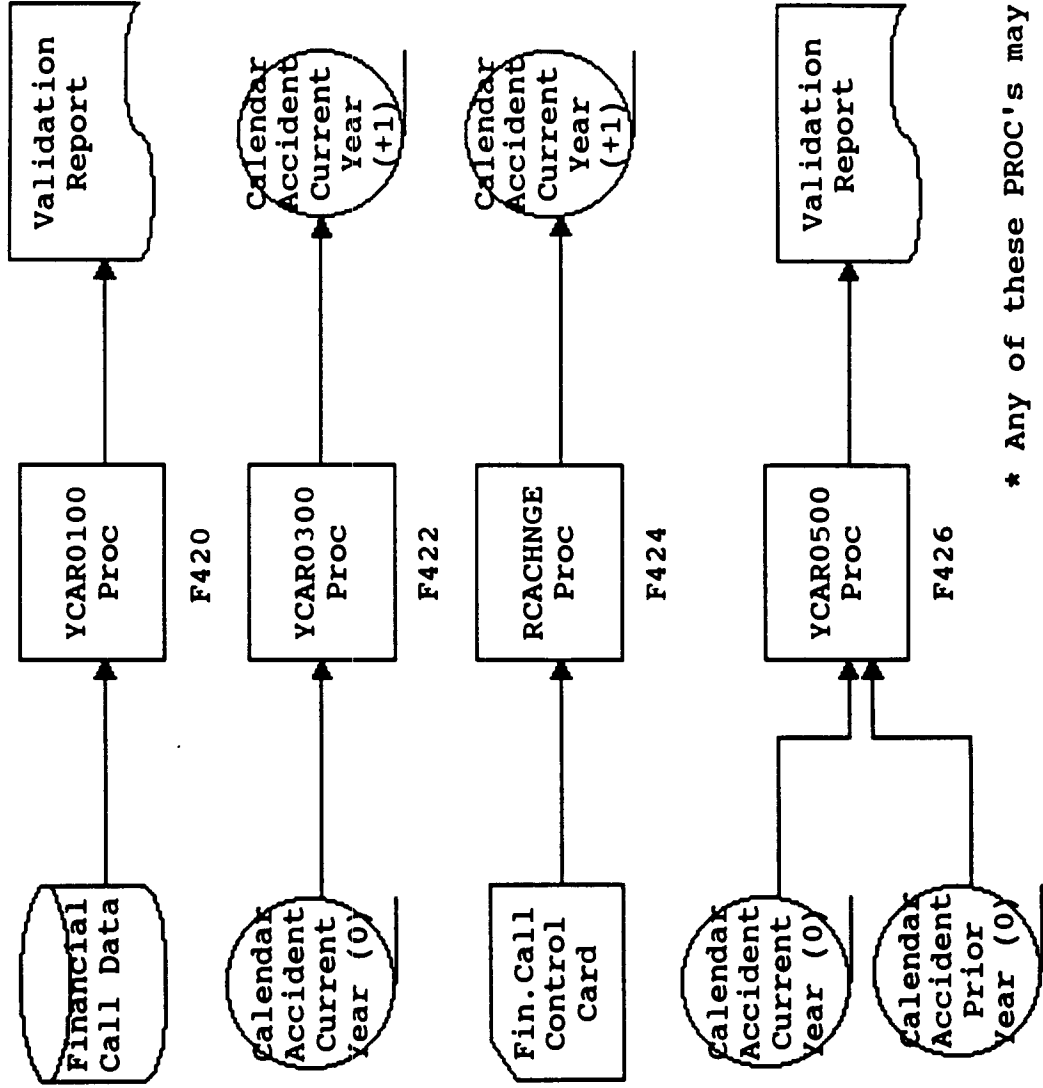 Financial
Call Data
YCAR0100
Proc
F420
Validation
Report
Calendar
Accident
Current
Year (0)
YCAR0300
Proc
F422
Calendar
Accident
Current
Year
(+1)
Fin.Call
Control
Card
RCACHNGE
Proc
F424
Calendar
Accident
Current
Year
(+1)
Calendar
Accident
Current
Year (0)
Calendar
Accident
Prior
Year (0)
YCAR0500
Proc
F426
Validation
Report
* Any of these PROC's may